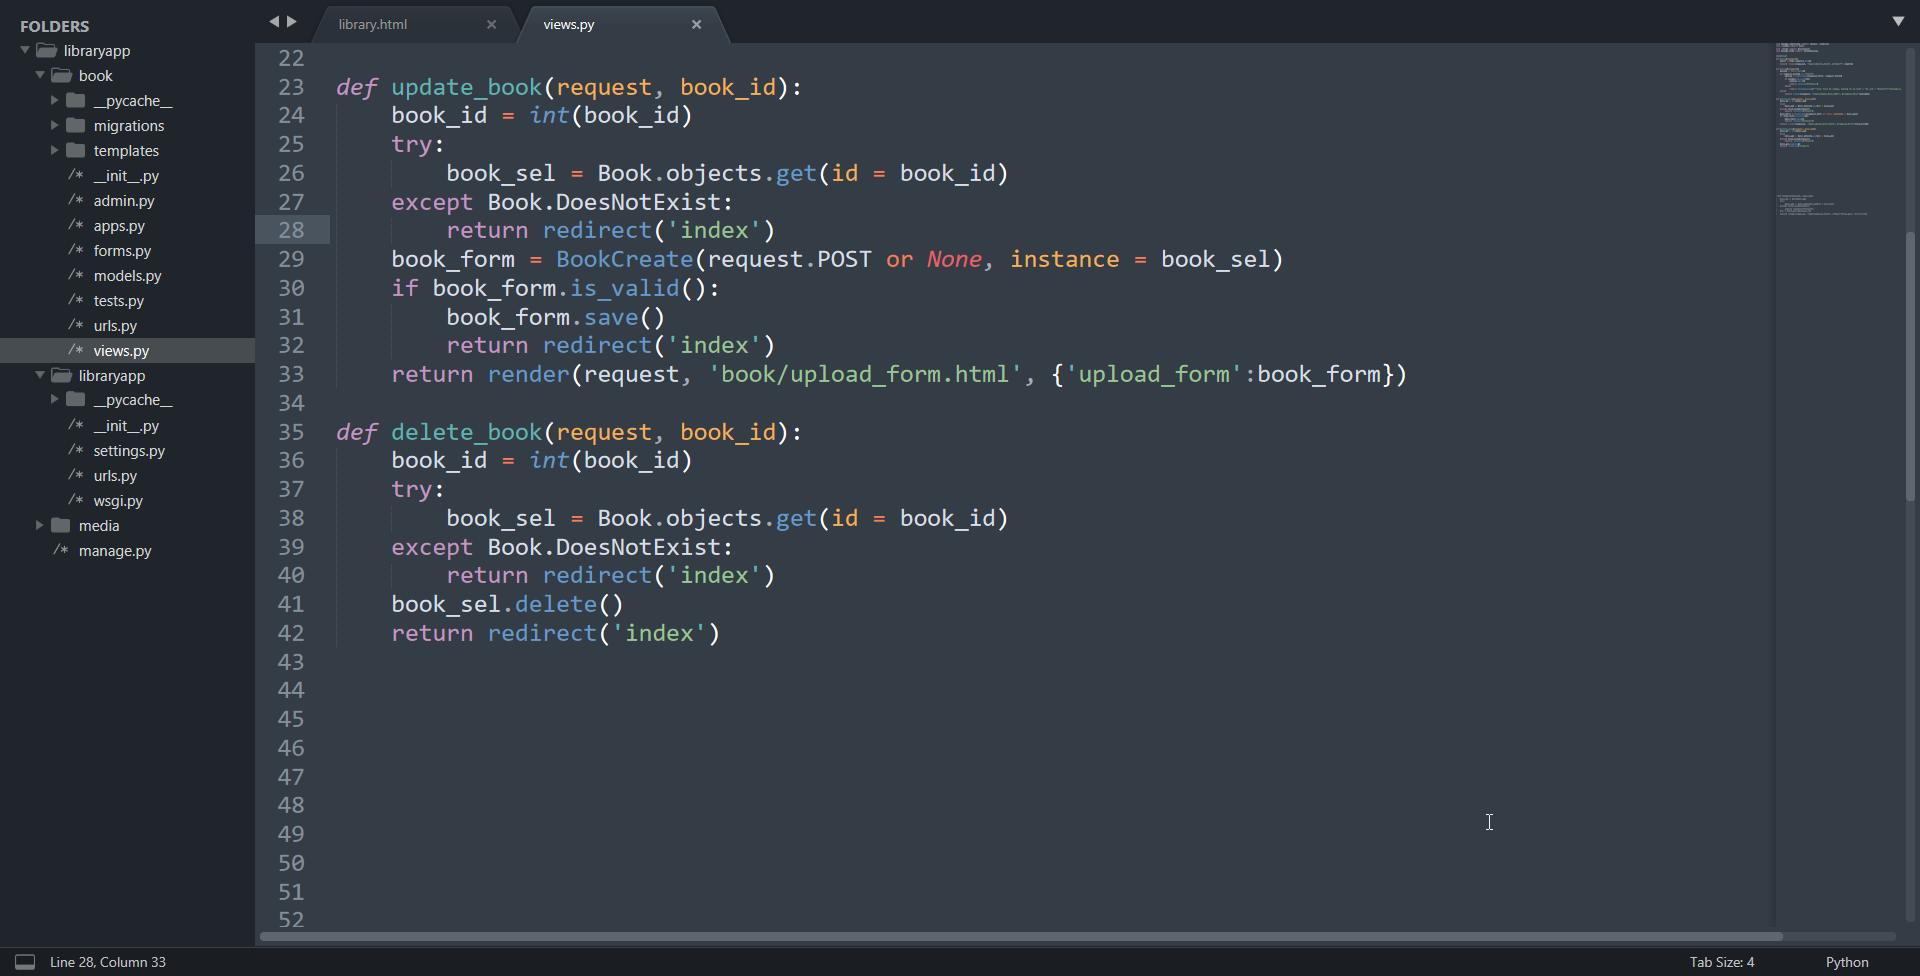 FOLDERS
libraryapp
book
__pycache__
migrations
templates
/* __init__.py
/* admin.py
/* apps.py
/* forms.py
/* models.py
/* tests.py
/* urls.py
/* views.py
libraryapp
__pycache__
/* __init__.py
/* settings.py
/* urls.py
/* wsgi.py
media
/* manage.py
library.html ×
views.py ×
22
23 def update_book(request, book_id):
24     book_id = int(book_id)
25     try:
26         book_sel = Book.objects.get(id = book_id)
27     except Book.DoesNotExist:
28         return redirect('index')
29     book_form = BookCreate(request.POST or None, instance = book_sel)
30     if book_form.is_valid():
31         book_form.save()
32         return redirect('index')
33     return render(request, 'book/upload_form.html', {'upload_form':book_form})
34
35 def delete_book(request, book_id):
36     book_id = int(book_id)
37     try:
38         book_sel = Book.objects.get(id = book_id)
39     except Book.DoesNotExist:
40         return redirect('index')
41     book_sel.delete()
42     return redirect('index')
43
44
45
46
47
48
49
50
51
52
Line 28, Column 33
Tab Size: 4
Python